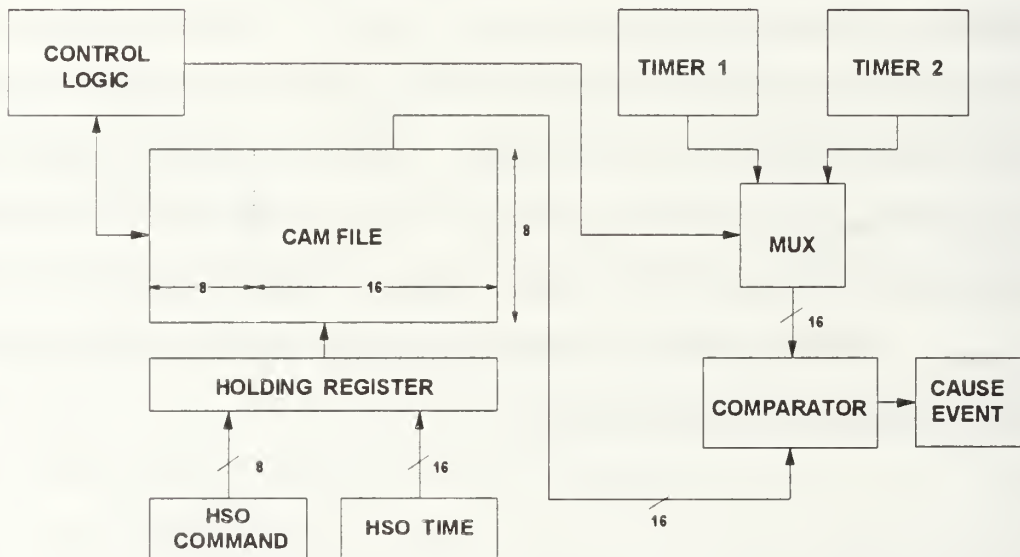 CONTROL
LOGIC
TIMER 1
TIMER 2
CAM FILE
8
MUX
8
16
16
HOLDING REGISTER
COMPARATOR
CAUSE
EVENT
8
16
HSO
COMMAND
HSO TIME
16